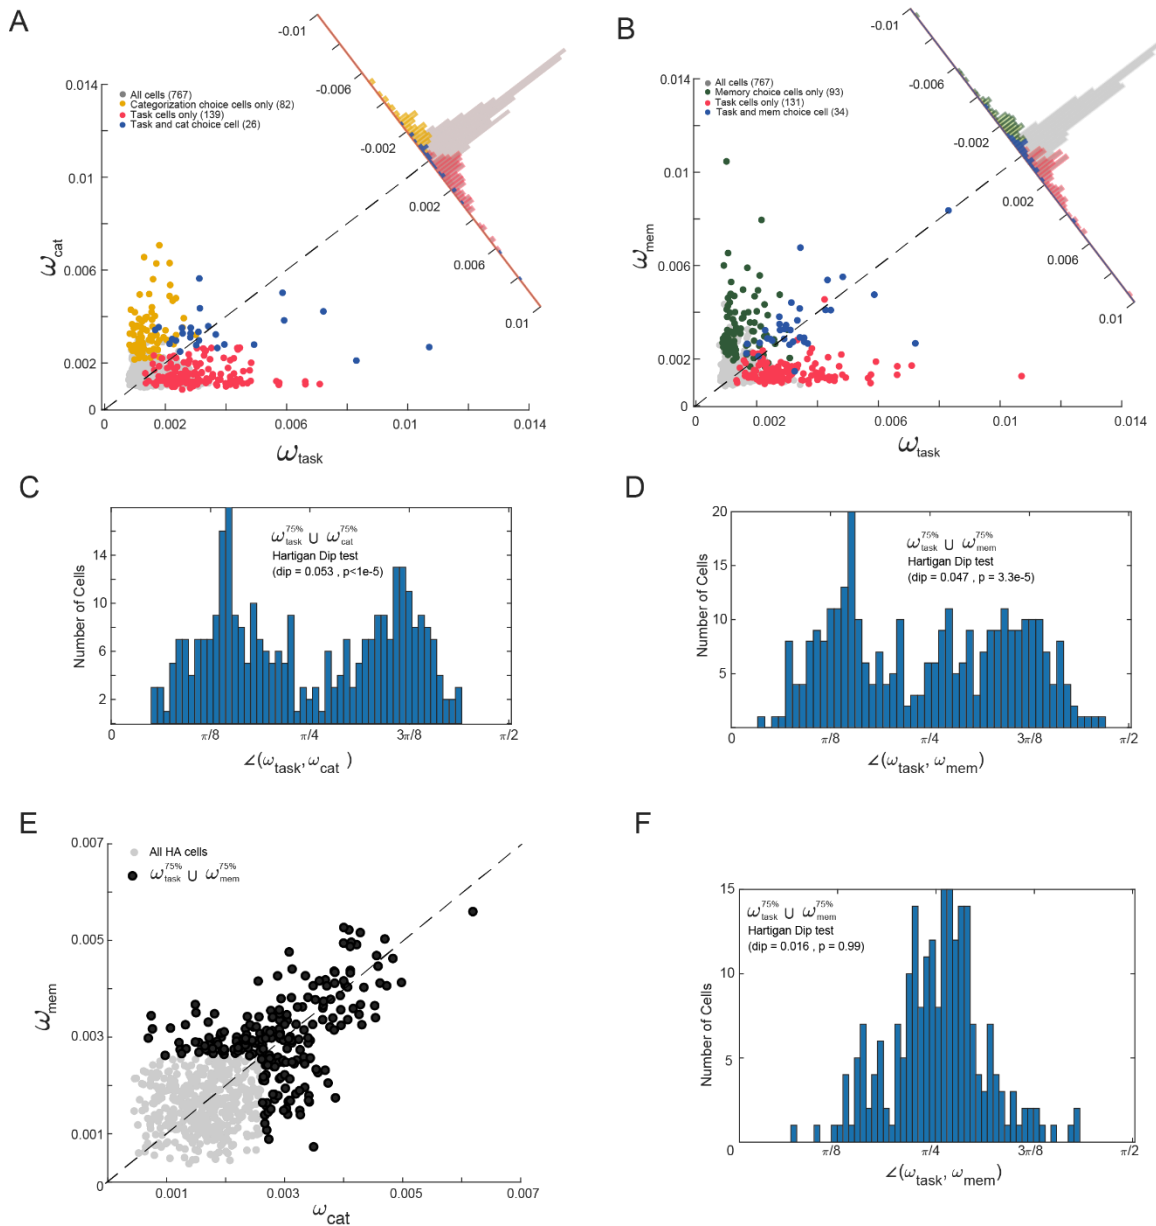 A
-0.01
-0.006
-0.002
0.002
0.006
0.01
0.014
0.01
0.006
0.002
0
0.002
0.006
0.01
0.014
ω_cat
ω_task
All cells (767)
Categorization choice cells only (82)
Task cells only (139)
Task and cat choice cell (26)
B
-0.01
-0.006
-0.002
0.002
0.006
0.01
0.014
0.01
0.006
0.002
0
0
0.002
0.006
0.01
0.014
ω_mem
ω_task
All cells (767)
Memory choice cells only (93)
Task cells only (131)
Task and mem choice cell (34)
C
14
10
6
2
Number of Cells
ω_task^75% ∪ ω_cat^75%
Hartigan Dip test
(dip = 0.053 , p<1e-5)
0
π/8
π/4
3π/8
π/2
∠(ω_task, ω_cat)
D
20
15
10
5
0
Number of Cells
ω_task^75% ∪ ω_mem^75%
Hartigan Dip test
(dip = 0.047 , p = 3.3e-5)
0
π/8
π/4
3π/8
π/2
∠(ω_task, ω_mem)
E
0.007
0.005
0.003
0.001
0
ω_mem
All HA cells
ω_task^75% ∪ ω_mem^75%
0.001
0.003
0.005
0.007
ω_cat
F
15
10
5
0
Number of Cells
ω_task^75% ∪ ω_mem^75%
Hartigan Dip test
(dip = 0.016 , p = 0.99)
0
π/8
π/4
3π/8
π/2
∠(ω_task, ω_mem)